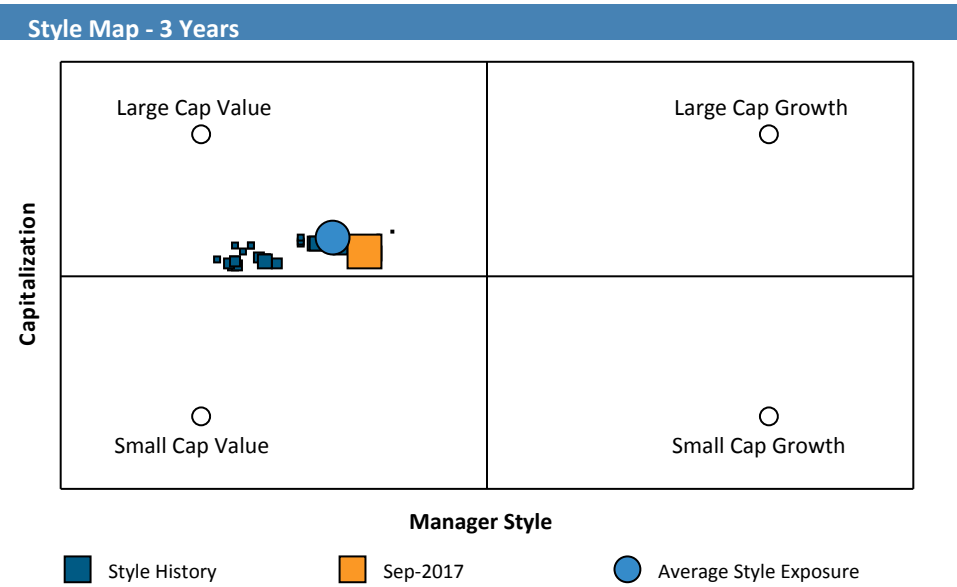 Style Map - 3 Years
Large Cap Value
Large Cap Growth
Capitalization
Small Cap Value
Small Cap Growth
Manager Style
Style History
Sep-2017
Average Style Exposure